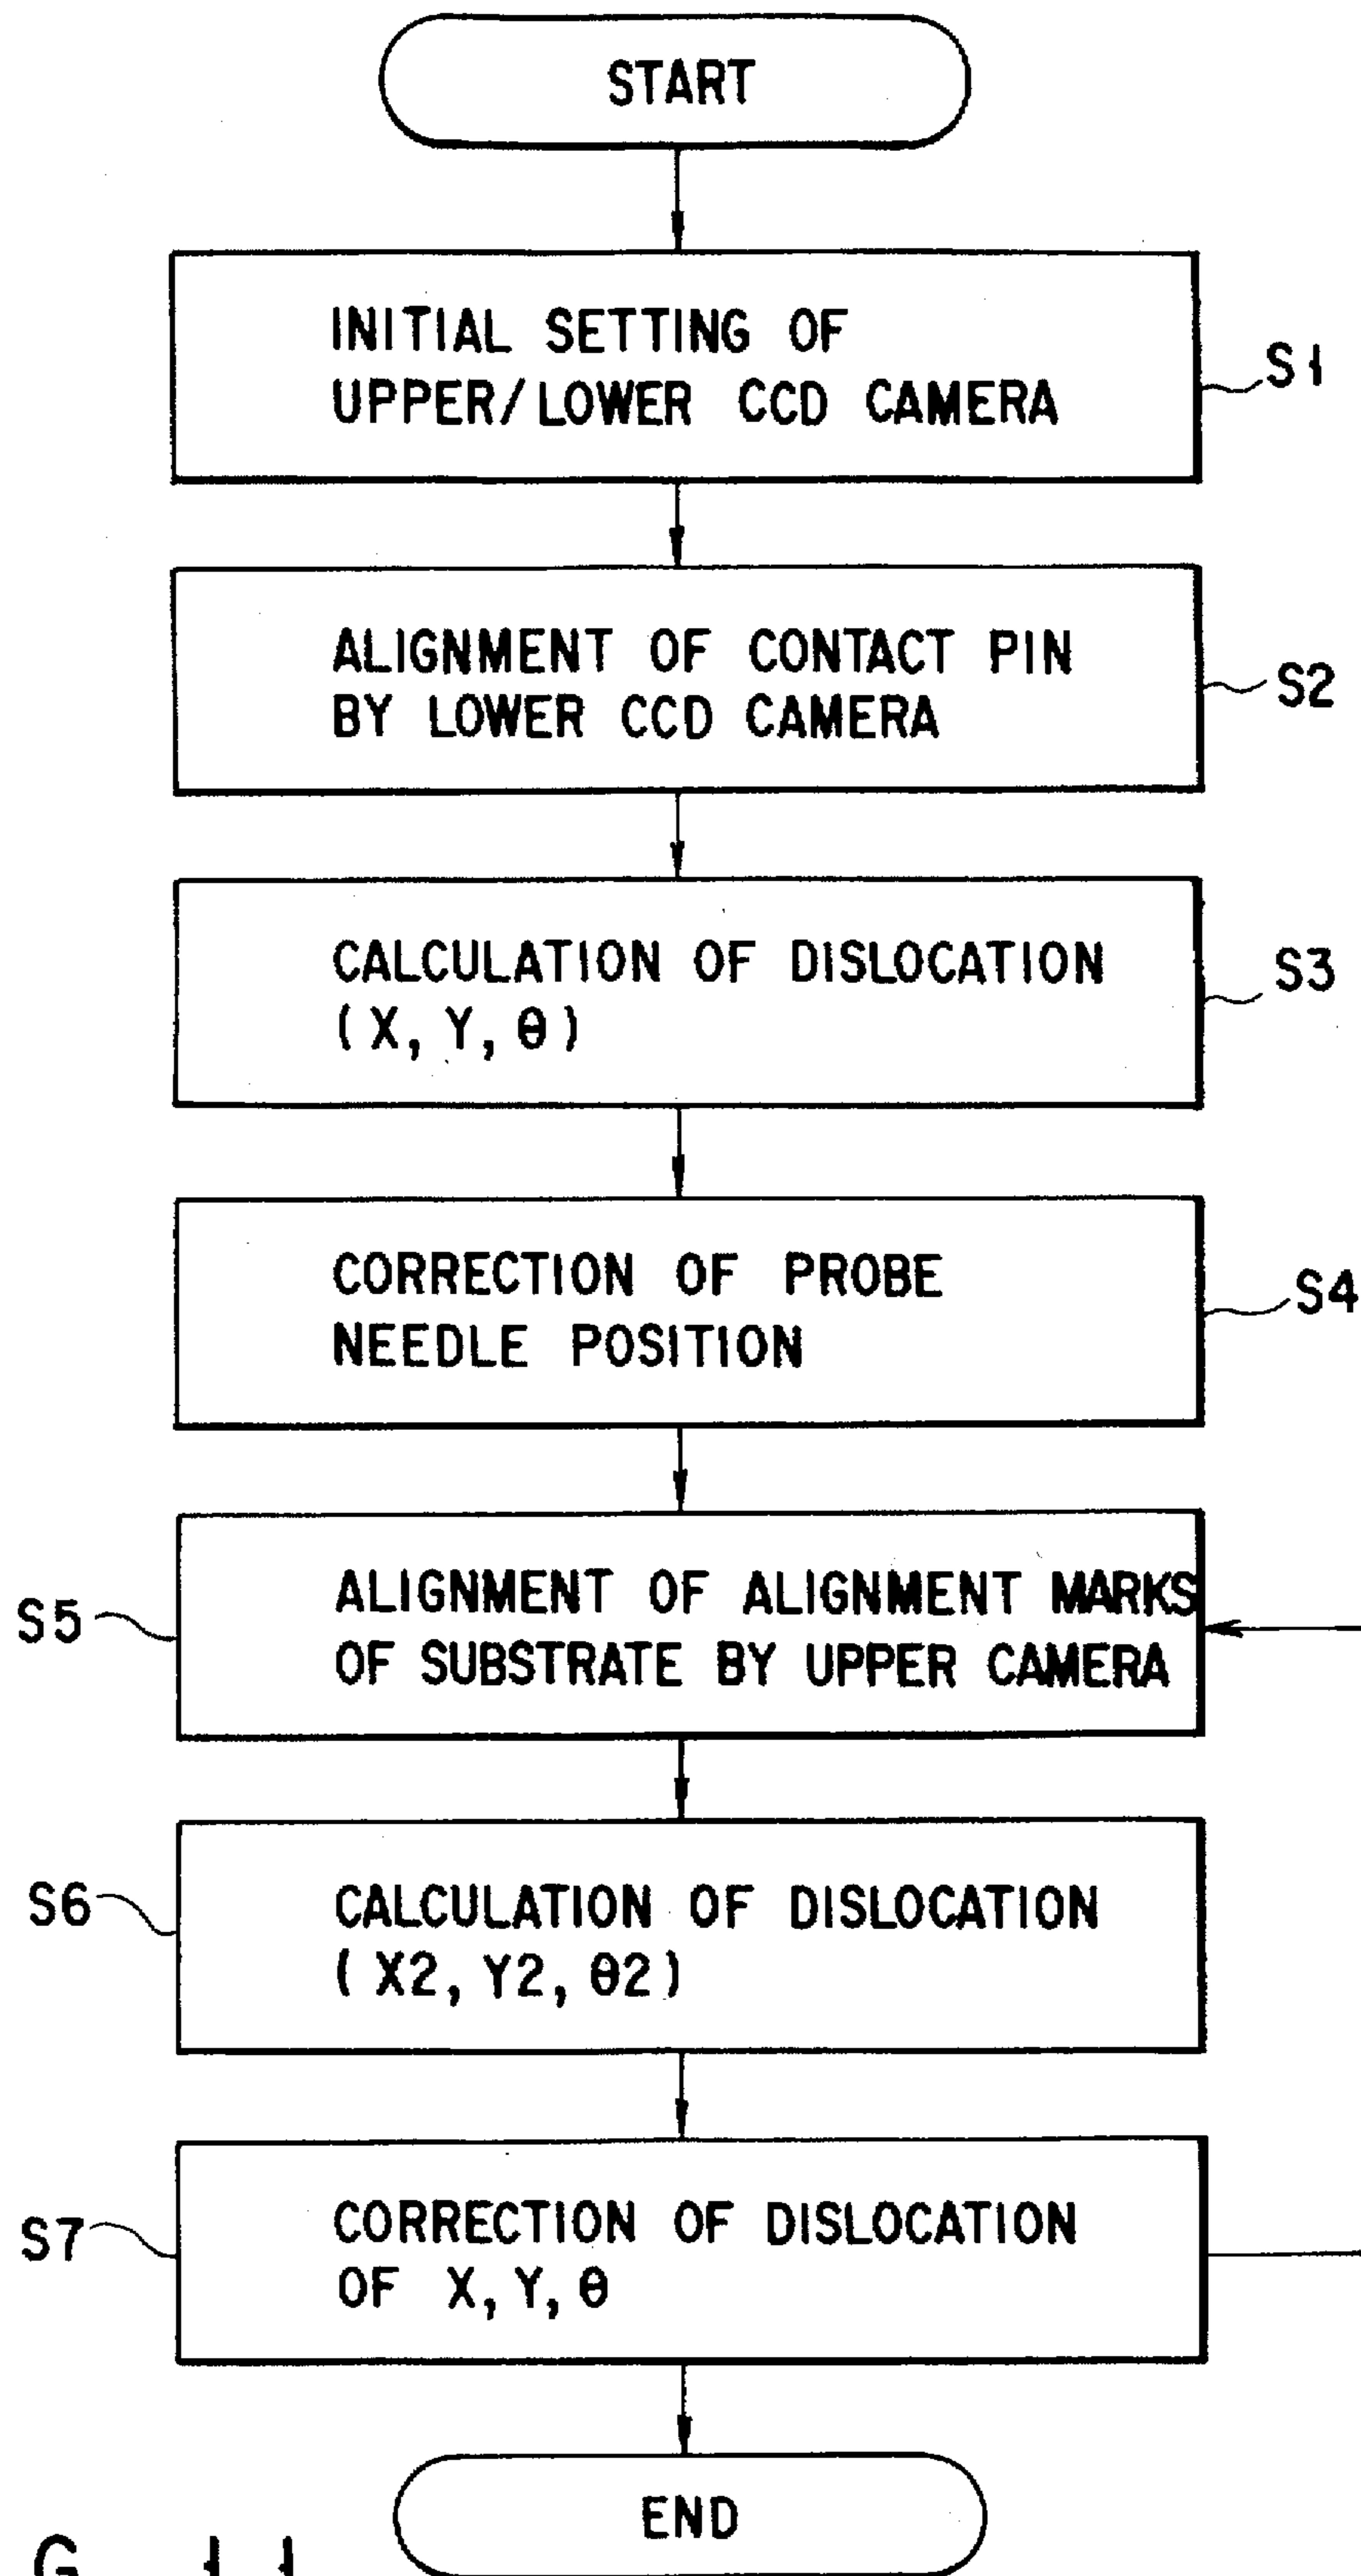 START
INITIAL SETTING OF
UPPER/LOWER CCD CAMERA
S1
ALIGNMENT OF CONTACT PIN
BY LOWER CCD CAMERA
S2
CALCULATION OF DISLOCATION
(X, Y, θ)
S3
CORRECTION OF PROBE
NEEDLE POSITION
S4
ALIGNMENT OF ALIGNMENT MARKS
OF SUBSTRATE BY UPPER CAMERA
S5
CALCULATION OF DISLOCATION
(X2, Y2, θ2)
S6
CORRECTION OF DISLOCATION
OF X, Y, θ
S7
END
G 11